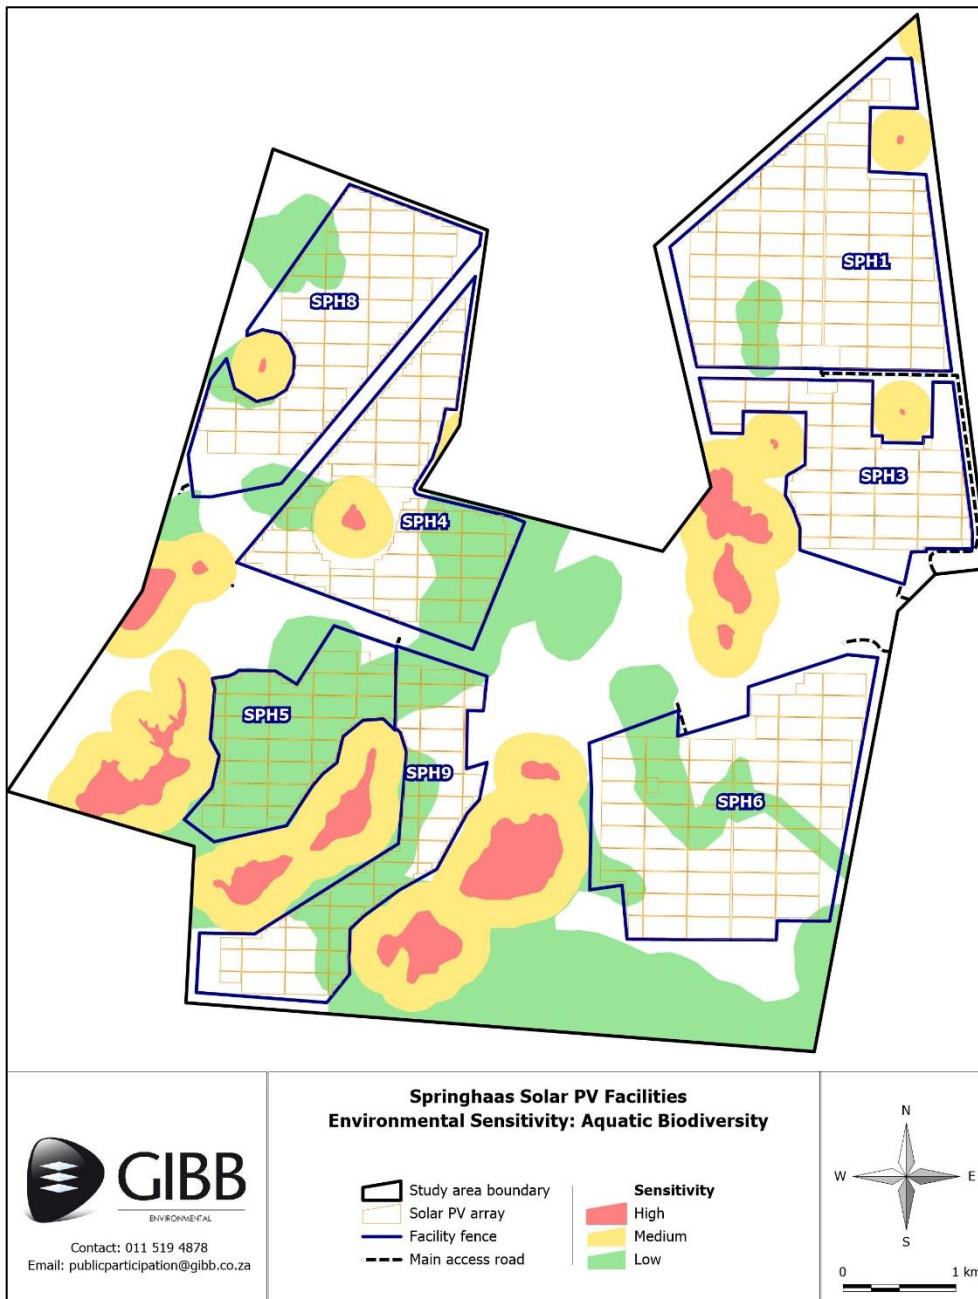 SPH1
SPH8
SPH3
SPH4
SPH5
SPH9
SPH6
Springhaas Solar PV Facilities
Environmental Sensitivity: Aquatic Biodiversity
GIBB
ENVIRONMENTAL
Contact: 011 519 4878
Email: publicparticipation@gibb.co.za
Study area boundary
Solar PV array
Facility fence
Main access road
Sensitivity
High
Medium
Low
N
W E
S
0 1 km